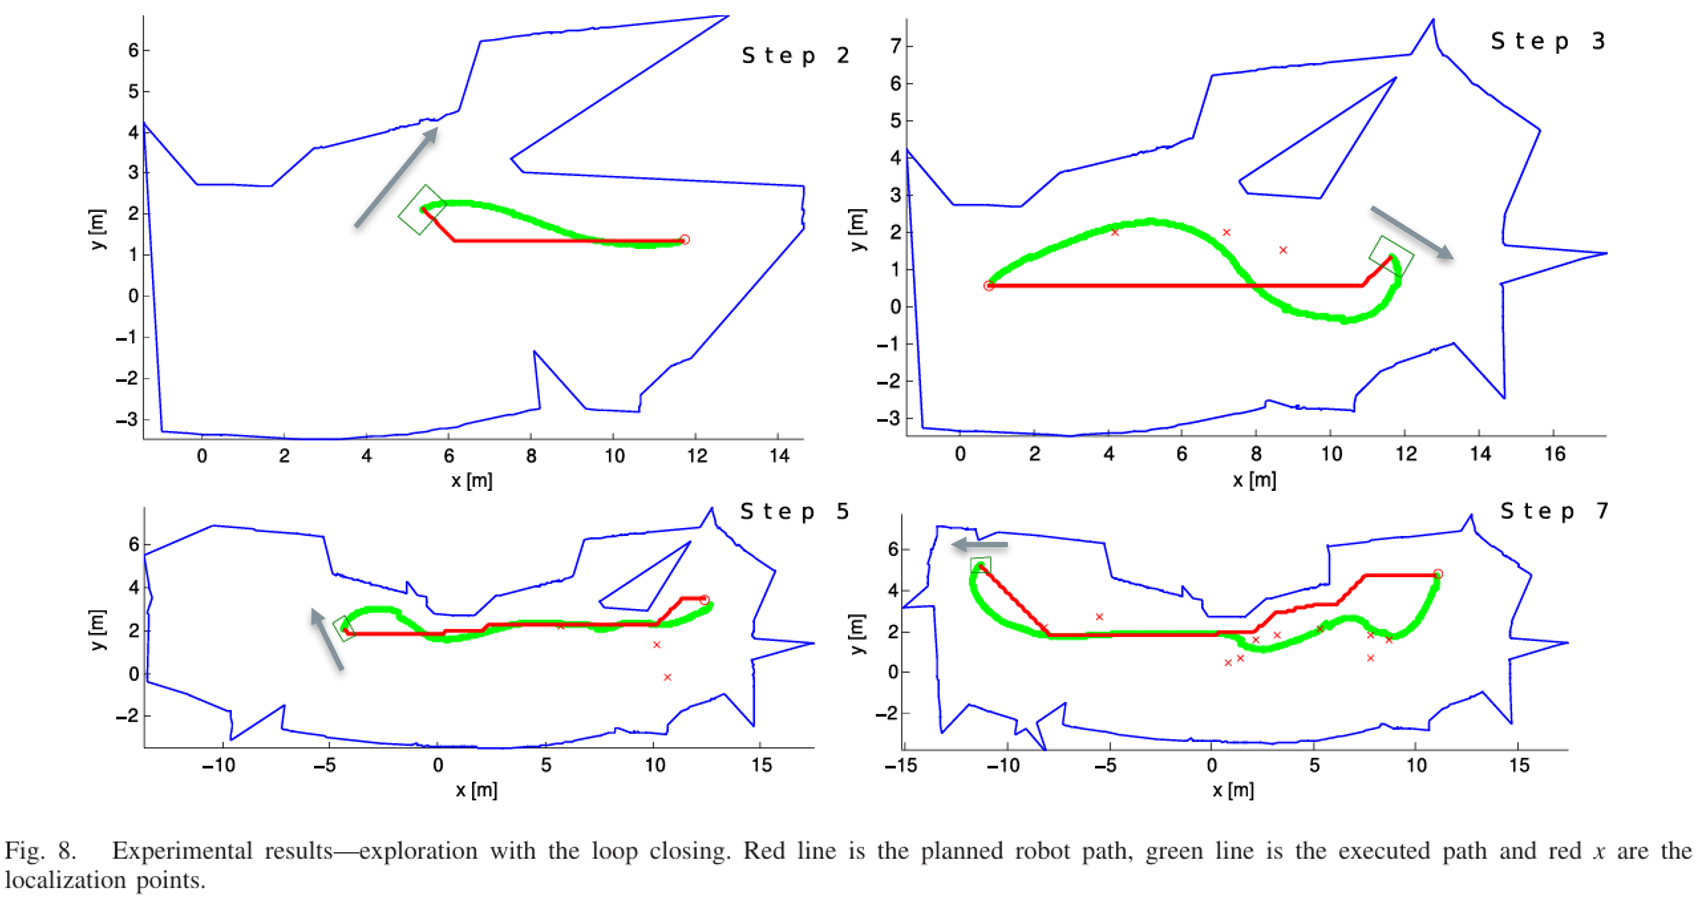 Step 2
6
5
4
3
2
1
0
−1
−2
−3
y [m]
0 2 4 6 8 10 12 14
x [m]
Step 3
7
6
5
4
3
2
1
0
−1
−2
−3
y [m]
0 2 4 6 8 10 12 14 16
x [m]
Step 5
6
4
2
0
−2
y [m]
−10 −5 0 5 10 15
x [m]
Step 7
6
4
2
0
−2
y [m]
−15 −10 −5 0 5 10 15
x [m]
Fig. 8. Experimental results—exploration with the loop closing. Red line is the planned robot path, green line is the executed path and red x are the
localization points.